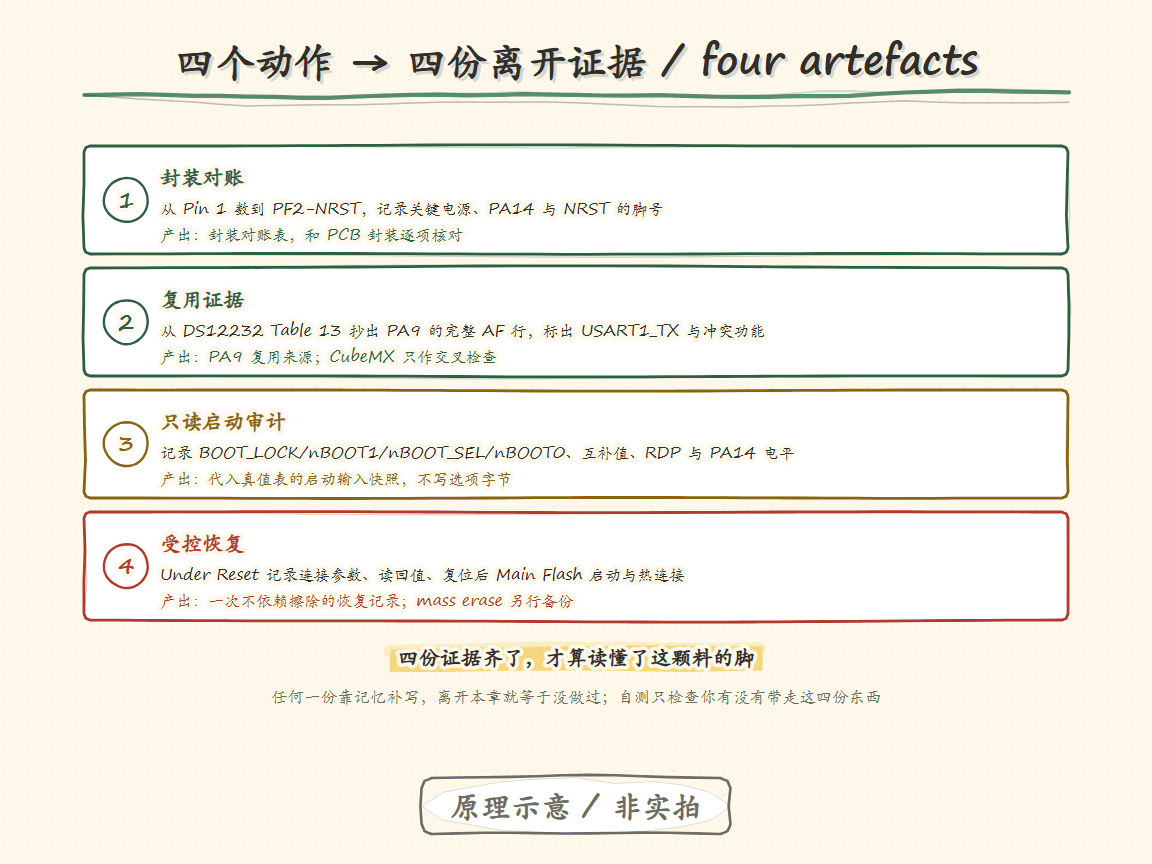 四个动作 → 四份离开证据 / four artefacts
1
封装对账
从 Pin 1 数到 PF2-NRST，记录关键电源、PA14 与 NRST 的脚号
产出：封装对账表，和 PCB 封装逐项核对
2
复用证据
从 DS12232 Table 13 抄出 PA9 的完整 AF 行，标出 USART1_TX 与冲突功能
产出：PA9 复用来源；CubeMX 只作交叉检查
3
只读启动审计
记录 BOOT_LOCK/nBOOT1/nBOOT_SEL/nBOOT0、互补值、RDP 与 PA14 电平
产出：代入真值表的启动输入快照，不写选项字节
4
受控恢复
Under Reset 记录连接参数、读回值、复位后 Main Flash 启动与热连接
产出：一次不依赖擦除的恢复记录；mass erase 另行备份
四份证据齐了，才算读懂了这颗料的脚
任何一份靠记忆补写，离开本章就等于没做过；自测只检查你有没有带走这四份东西
原理示意 / 非实拍